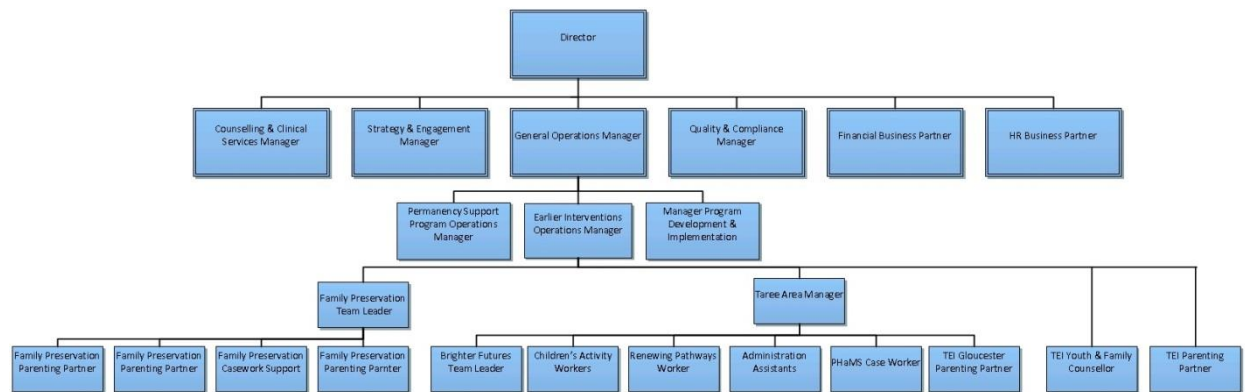 Director
Counselling & Clinical
Services Manager
Strategy & Engagement
Manager
General Operations Manager
Quality & Compliance
Manager
Financial Business Partner
HR Business Partner
Permanency Support
Program Operations
Manager
Earlier Interventions
Operations Manager
Manager Program
Development &
Implementation
Family Preservation
Team Leader
Taree Area Manager
Family Preservation
Parenting Partner
Family Preservation
Parenting Partner
Family Preservation
Casework Support
Family Preservation
Parenting Parnter
Brighter Futures
Team Leader
Children's Activity
Workers
Renewing Pathways
Worker
Administration
Assistants
PHaMS Case Worker
TEI Gloucester
Parenting Partner
TEI Youth & Family
Counsellor
TEI Parenting
Partner